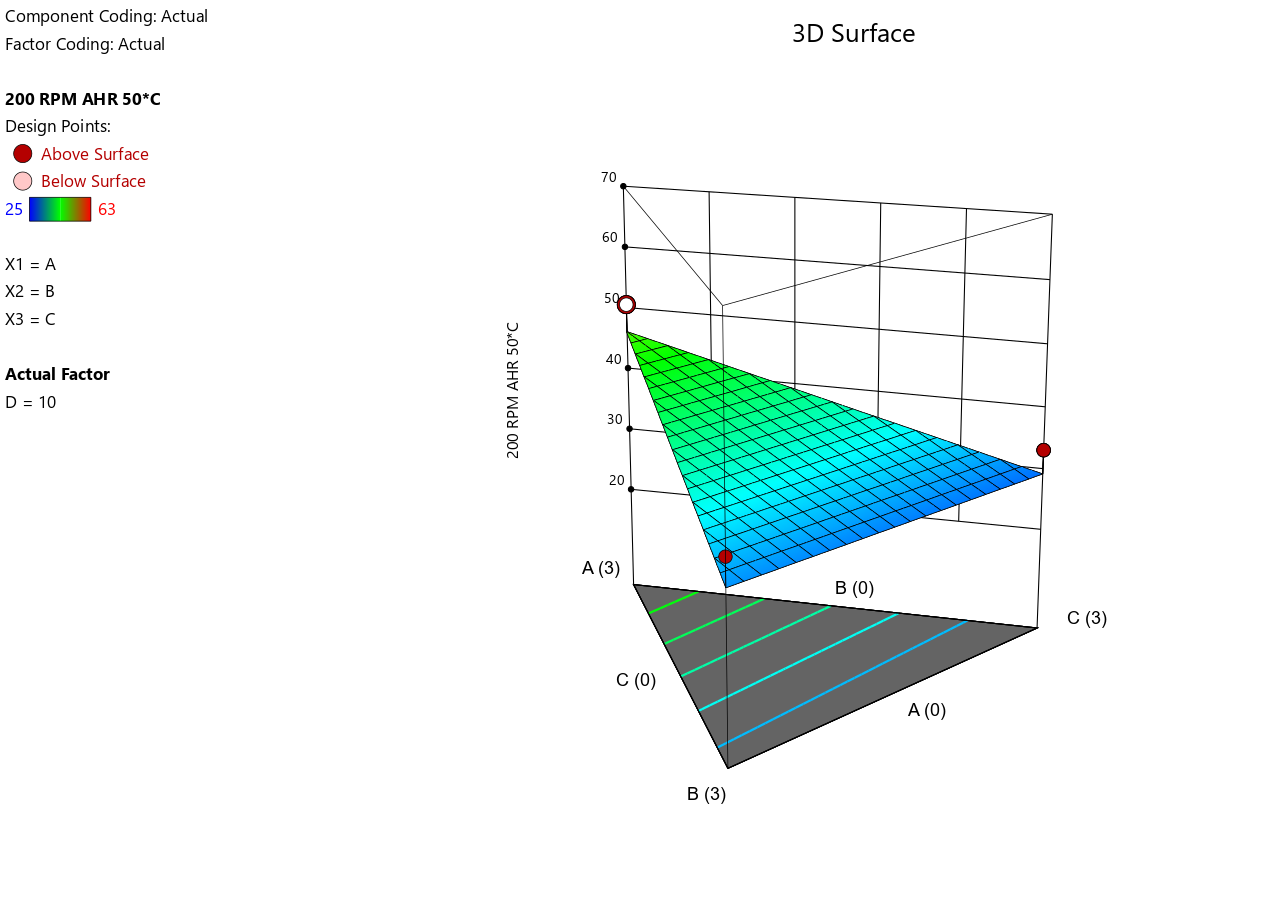 Component Coding: Actual
Factor Coding: Actual
200 RPM AHR 50*C
Design Points:
Above Surface
Below Surface
25 63
X1 = A
X2 = B
X3 = C
Actual Factor
D = 10
3D Surface
70
60
50
40
30
20
200 RPM AHR 50*C
A (3)
B (0)
C (3)
C (0)
A (0)
B (3)